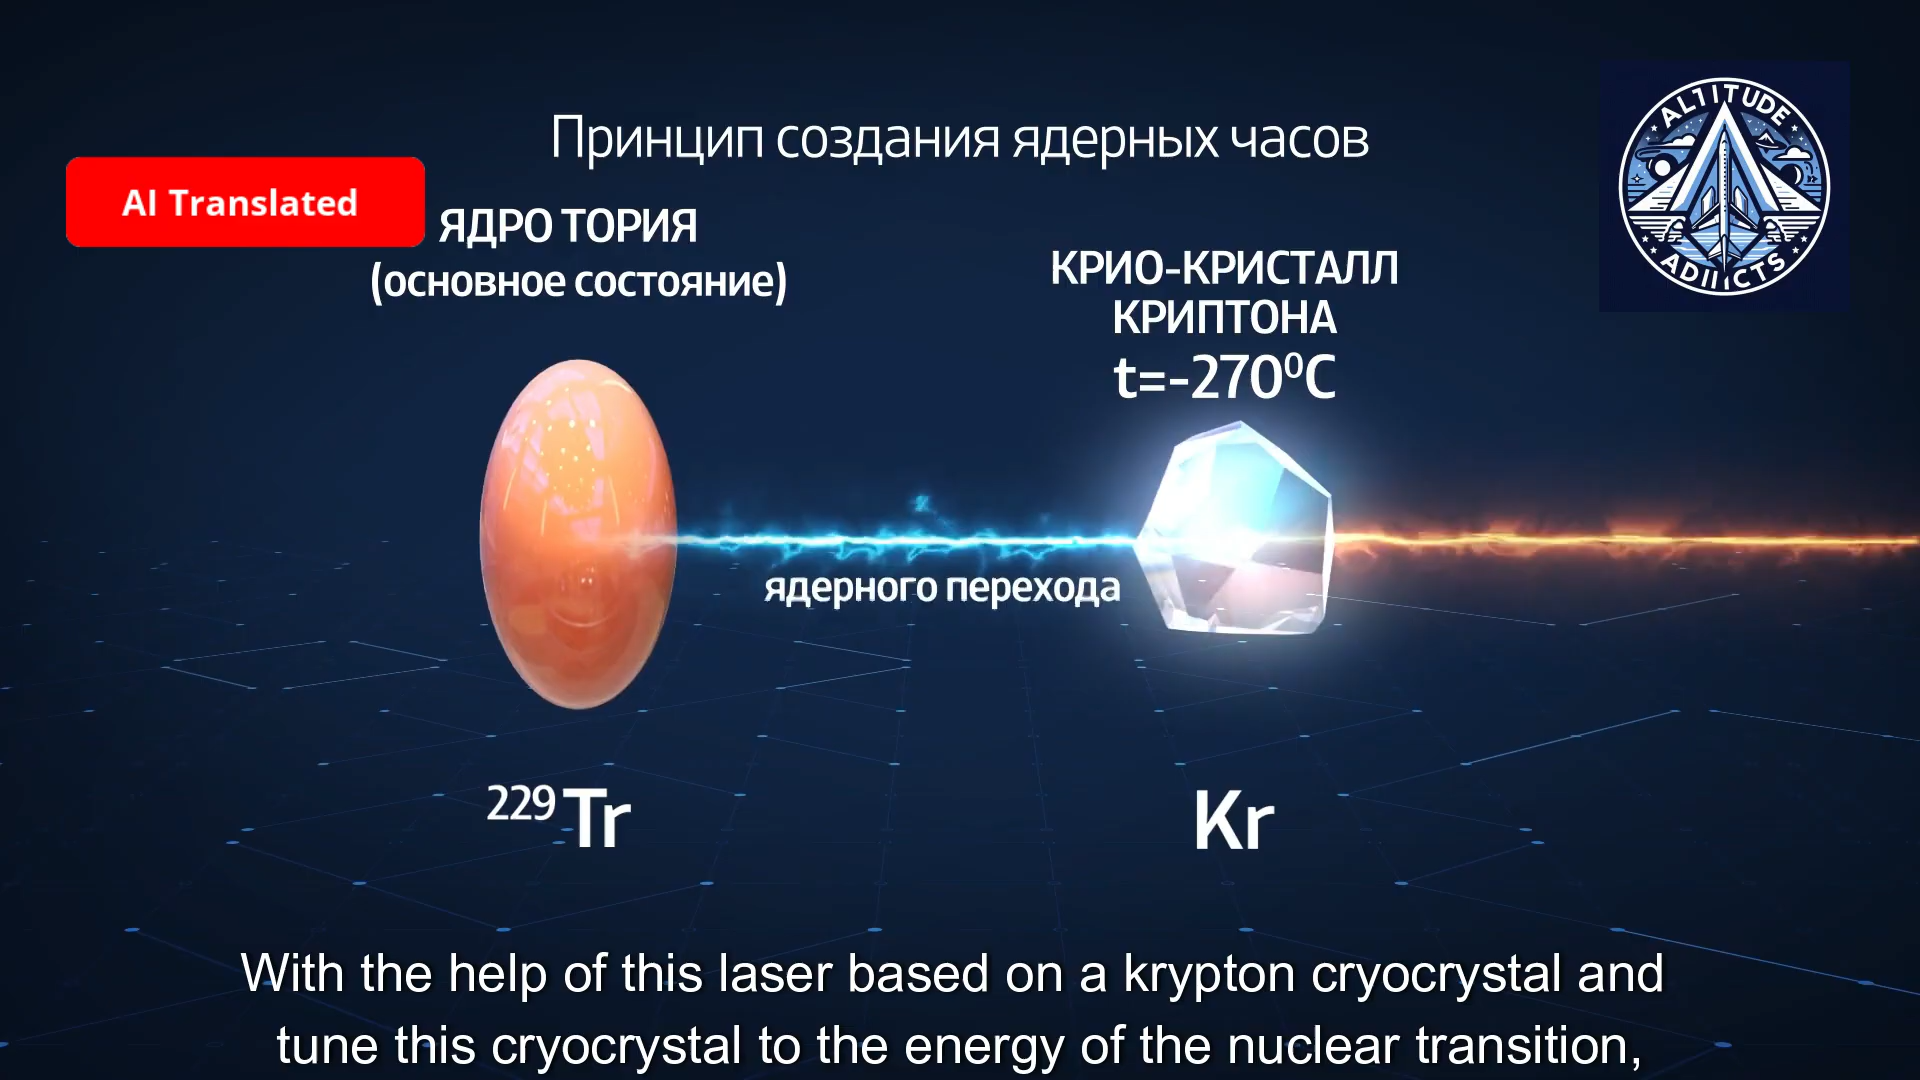 Принцип создания ядерных часов
AI Translated
ЯДРО ТОРИЯ
(основное состояние)
КРИО-КРИСТАЛЛ
КРИПТОНА
t=-270⁰C
ALTITUDE
ADIICTS
ядерного перехода
²²⁹Tr
Kr
With the help of this laser based on a krypton cryocrystal and
tune this cryocrystal to the energy of the nuclear transition,